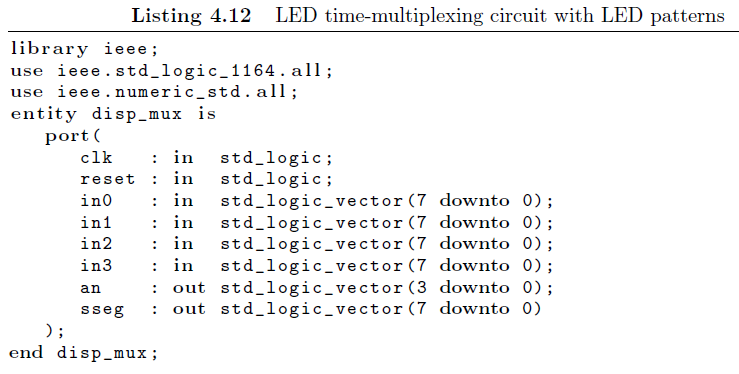 Listing 4.12 LED time-multiplexing circuit with LED patterns
library ieee;
use ieee.std_logic_1164.all;
use ieee.numeric_std.all;
entity disp_mux is
   port(
      clk   : in  std_logic;
      reset : in  std_logic;
      in0   : in  std_logic_vector(7 downto 0);
      in1   : in  std_logic_vector(7 downto 0);
      in2   : in  std_logic_vector(7 downto 0);
      in3   : in  std_logic_vector(7 downto 0);
      an    : out std_logic_vector(3 downto 0);
      sseg  : out std_logic_vector(7 downto 0)
   );
end disp_mux;